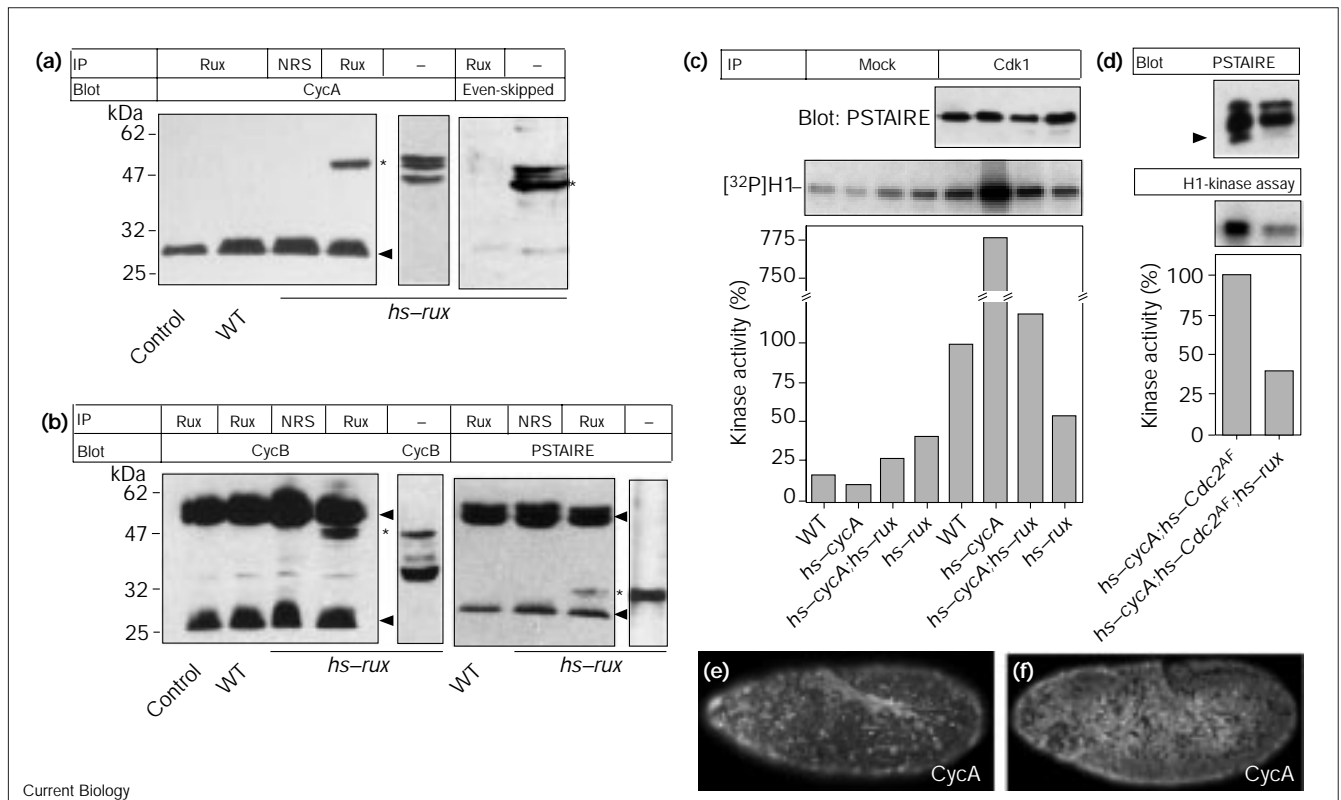 (a)
IP Rux NRS Rux – Rux –
Blot CycA Even-skipped
kDa
62
47
32
25
*
*
Control
WT
hs–rux
(b)
IP Rux Rux NRS Rux – Rux NRS Rux –
Blot CycB CycB PSTAIRE
kDa
62
47
32
25
*
*
Control
WT
hs–rux
WT
hs–rux
(c)
IP Mock Cdk1
Blot: PSTAIRE
[32P]H1
Kinase activity (%)
775
750
100
75
50
25
0
WT
hs–cycA
hs–cycA;hs–rux
hs–rux
WT
hs–cycA
hs–cycA;hs–rux
hs–rux
(d)
Blot PSTAIRE
H1-kinase assay
Kinase activity (%)
100
75
50
25
0
hs–cycA;hs–Cdc2AF
hs–cycA;hs–Cdc2AF;hs–rux
(e)
CycA
(f)
CycA
Current Biology